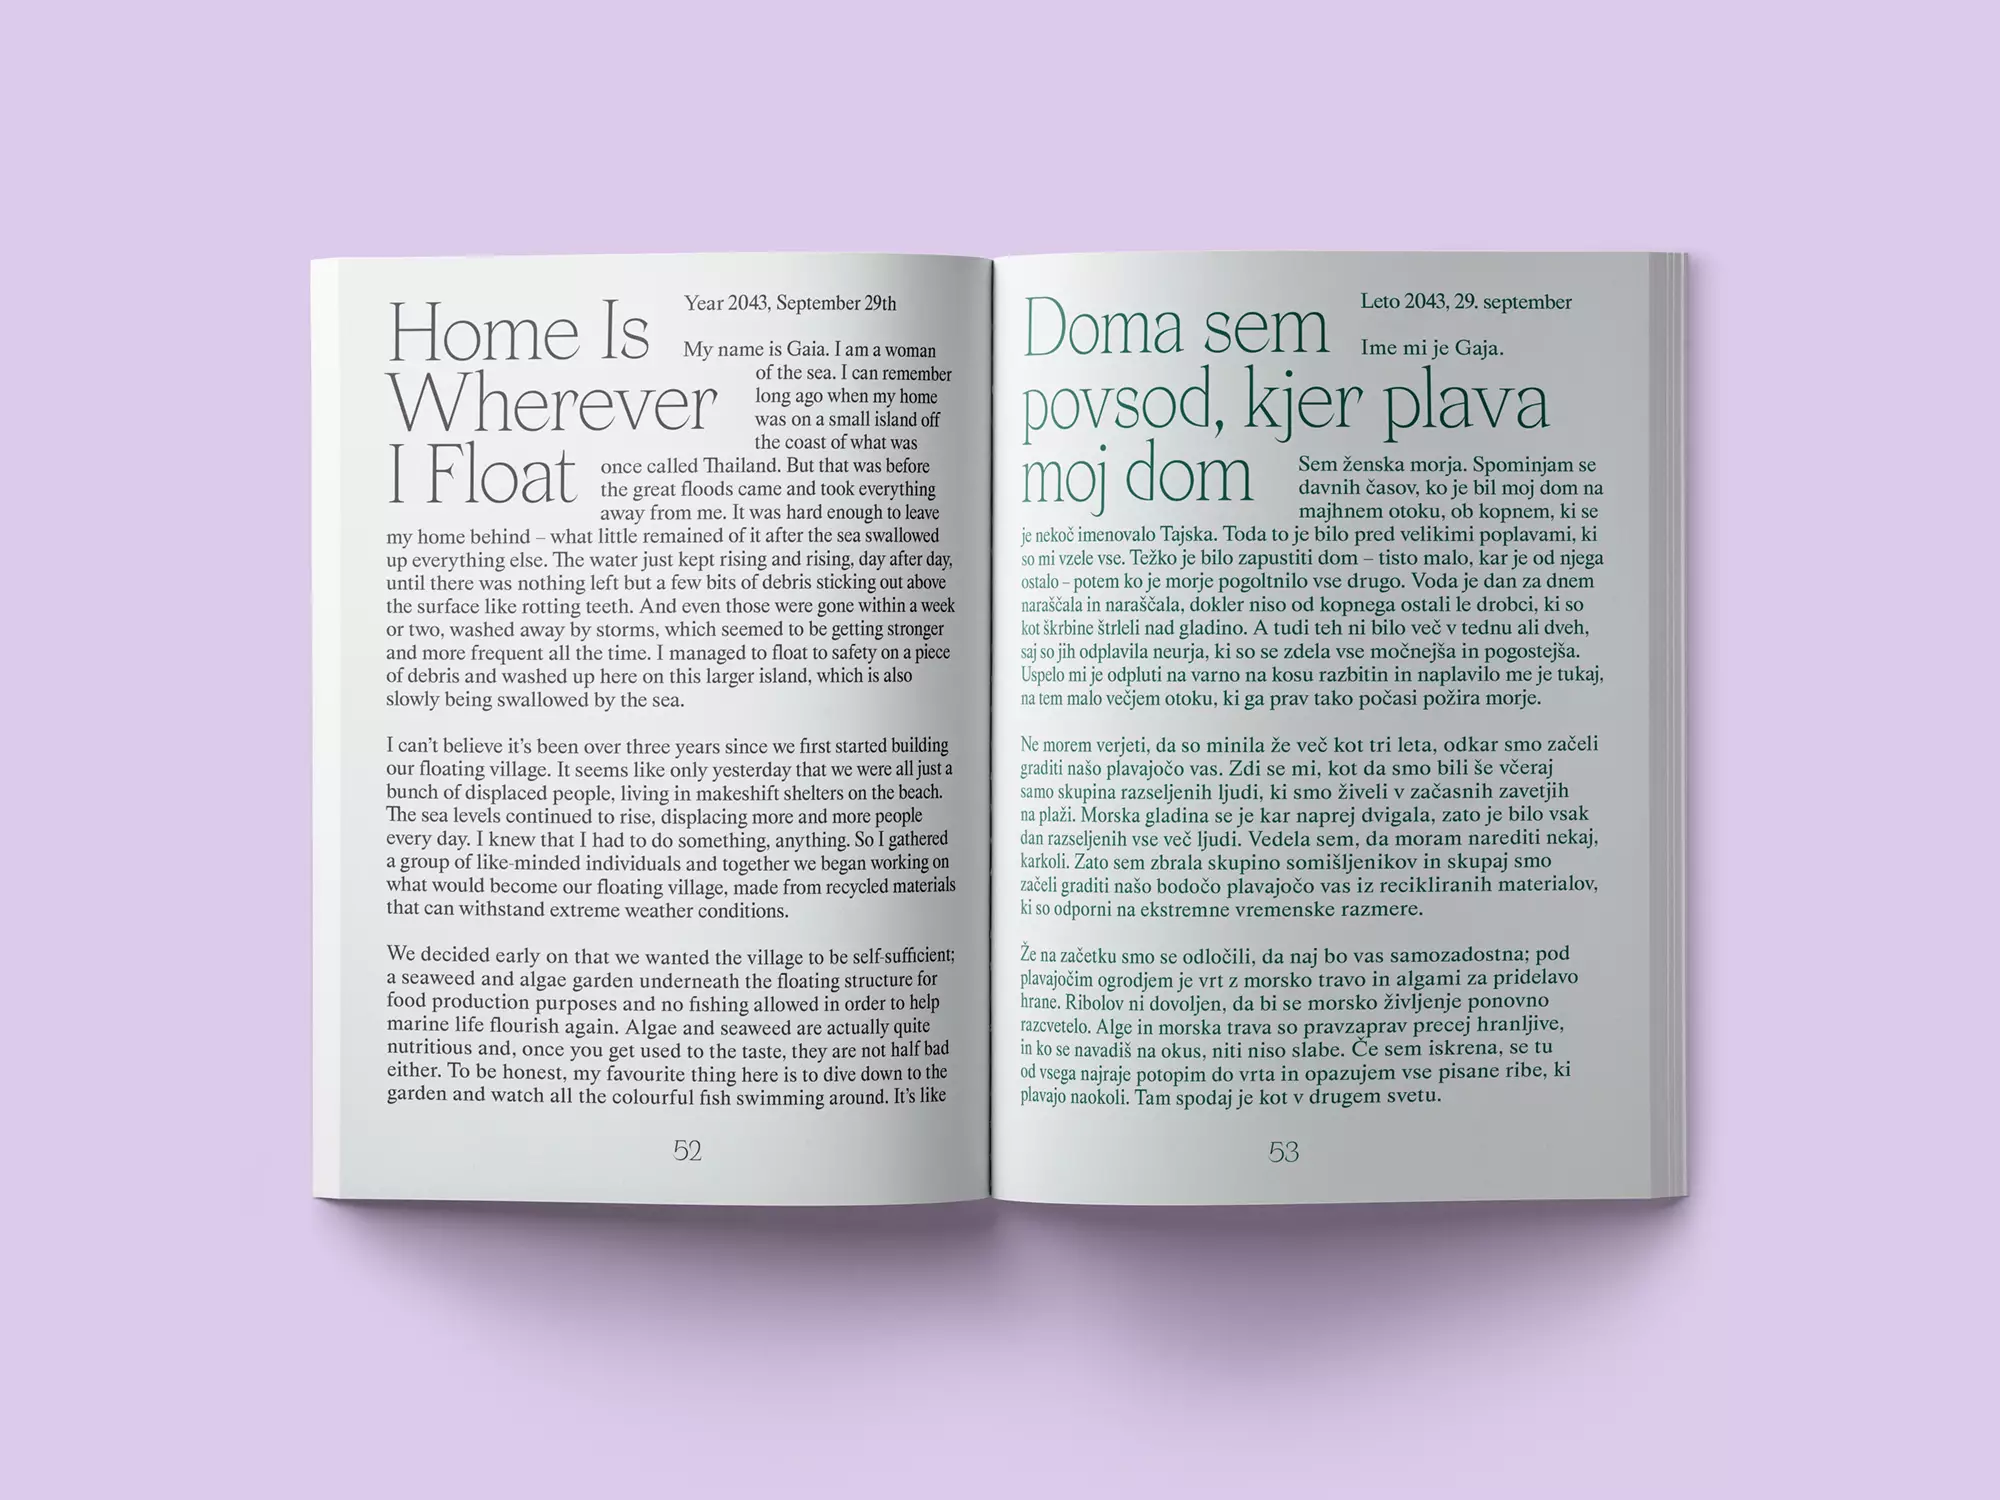 Home Is
Wherever
I Float
Year 2043, September 29th
My name is Gaia. I am a woman
of the sea. I can remember
long ago when my home
was on a small island off
the coast of what was
once called Thailand. But that was before
the great floods came and took everything
away from me. It was hard enough to leave
my home behind – what little remained of it after the sea swallowed
up everything else. The water just kept rising and rising, day after day,
until there was nothing left but a few bits of debris sticking out above
the surface like rotting teeth. And even those were gone within a week
or two, washed away by storms, which seemed to be getting stronger
and more frequent all the time. I managed to float to safety on a piece
of debris and washed up here on this larger island, which is also
slowly being swallowed by the sea.
I can’t believe it’s been over three years since we first started building
our floating village. It seems like only yesterday that we were all just a
bunch of displaced people, living in makeshift shelters on the beach.
The sea levels continued to rise, displacing more and more people
every day. I knew that I had to do something, anything. So I gathered
a group of like-minded individuals and together we began working on
what would become our floating village, made from recycled materials
that can withstand extreme weather conditions.
We decided early on that we wanted the village to be self-sufficient;
a seaweed and algae garden underneath the floating structure for
food production purposes and no fishing allowed in order to help
marine life flourish again. Algae and seaweed are actually quite
nutritious and, once you get used to the taste, they are not half bad
either. To be honest, my favourite thing here is to dive down to the
garden and watch all the colourful fish swimming around. It’s like
52
Doma sem
povsod, kjer plava
moj dom
Leto 2043, 29. september
Ime mi je Gaja.
Sem ženska morja. Spominjam se
davnih časov, ko je bil moj dom na
majhnem otoku, ob kopnem, ki se
je nekoč imenovalo Tajska. Toda to je bilo pred velikimi poplavami, ki
so mi vzele vse. Težko je bilo zapustiti dom – tisto malo, kar je od njega
ostalo – potem ko je morje pogoltnilo vse drugo. Voda je dan za dnem
naraščala in naraščala, dokler niso od kopnega ostali le drobci, ki so
kot škrbine štrleli nad gladino. A tudi teh ni bilo več v tednu ali dveh,
saj so jih odplavila neurja, ki so se zdela vse močnejša in pogostejša.
Uspelo mi je odpluti na varno na kosu razbitin in naplavilo me je tukaj,
na tem malo večjem otoku, ki ga prav tako počasi požira morje.
Ne morem verjeti, da so minila že več kot tri leta, odkar smo začeli
graditi našo plavajočo vas. Zdi se mi, kot da smo bili še včeraj
samo skupina razseljenih ljudi, ki smo živeli v začasnih zavetjih
na plaži. Morska gladina se je kar naprej dvigala, zato je bilo vsak
dan razseljenih vse več ljudi. Vedela sem, da moram narediti nekaj,
karkoli. Zato sem zbrala skupino somišljenikov in skupaj smo
začeli graditi našo bodočo plavajočo vas iz recikliranih materialov,
ki so odporni na ekstremne vremenske razmere.
Že na začetku smo se odločili, da naj bo vas samozadostna; pod
plavajočim ogrodjem je vrt z morsko travo in algami za pridelavo
hrane. Ribolov ni dovoljen, da bi se morsko življenje ponovno
razcvetelo. Alge in morska trava so pravzaprav precej hranljive,
in ko se navadiš na okus, niti niso slabe. Če sem iskrena, se tu
od vsega najraje potopim do vrta in opazujem vse pisane ribe, ki
plavajo naokoli. Tam spodaj je kot v drugem svetu.
53